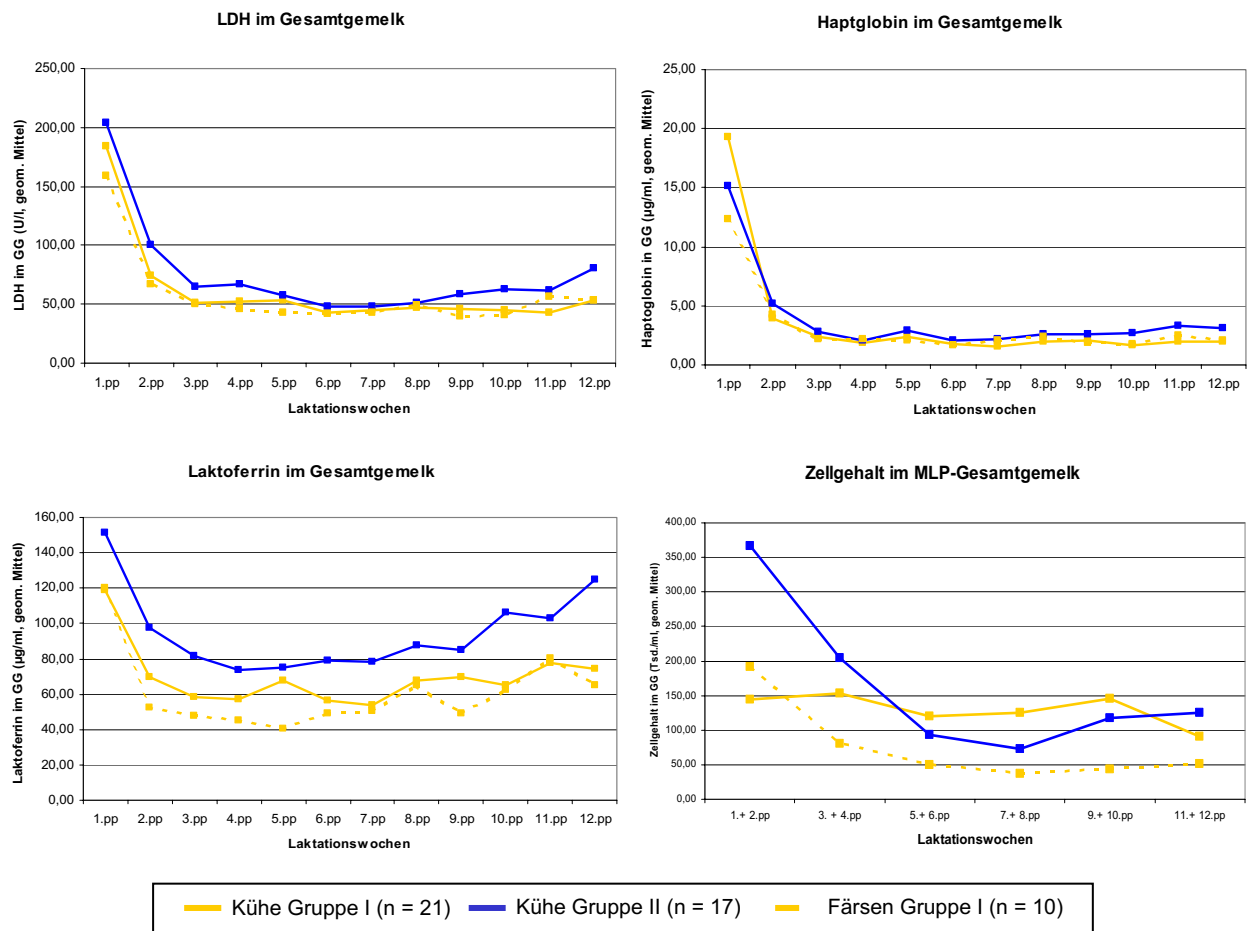 LDH im Gesamtgemelk
LDH im GG (U/l, geom. Mittel)
250,00
200,00
150,00
100,00
50,00
0,00
1.pp 2.pp 3.pp 4.pp 5.pp 6.pp 7.pp 8.pp 9.pp 10.pp 11.pp 12.pp
Laktationswochen
Haptglobin im Gesamtgemelk
Haptoglobin in GG (µg/ml, geom. Mittel)
25,00
20,00
15,00
10,00
5,00
0,00
1.pp 2.pp 3.pp 4.pp 5.pp 6.pp 7.pp 8.pp 9.pp 10.pp 11.pp 12.pp
Laktationswochen
Laktoferrin im Gesamtgemelk
Laktoferrin in GG (µg/ml, geom. Mittel)
160,00
140,00
120,00
100,00
80,00
60,00
40,00
20,00
0,00
1.pp 2.pp 3.pp 4.pp 5.pp 6.pp 7.pp 8.pp 9.pp 10.pp 11.pp 12.pp
Laktationswochen
Zellgehalt im MLP-Gesamtgemelk
Zellgehalt in GG (Tsd./ml, geom. Mittel)
400,00
350,00
300,00
250,00
200,00
150,00
100,00
50,00
0,00
1.+ 2.pp 3. + 4.pp 5.+ 6.pp 7.+ 8.pp 9.+ 10.pp 11.+ 12.pp
Laktationswochen
Kühe Gruppe I (n = 21) Kühe Gruppe II (n = 17) Färsen Gruppe I (n = 10)